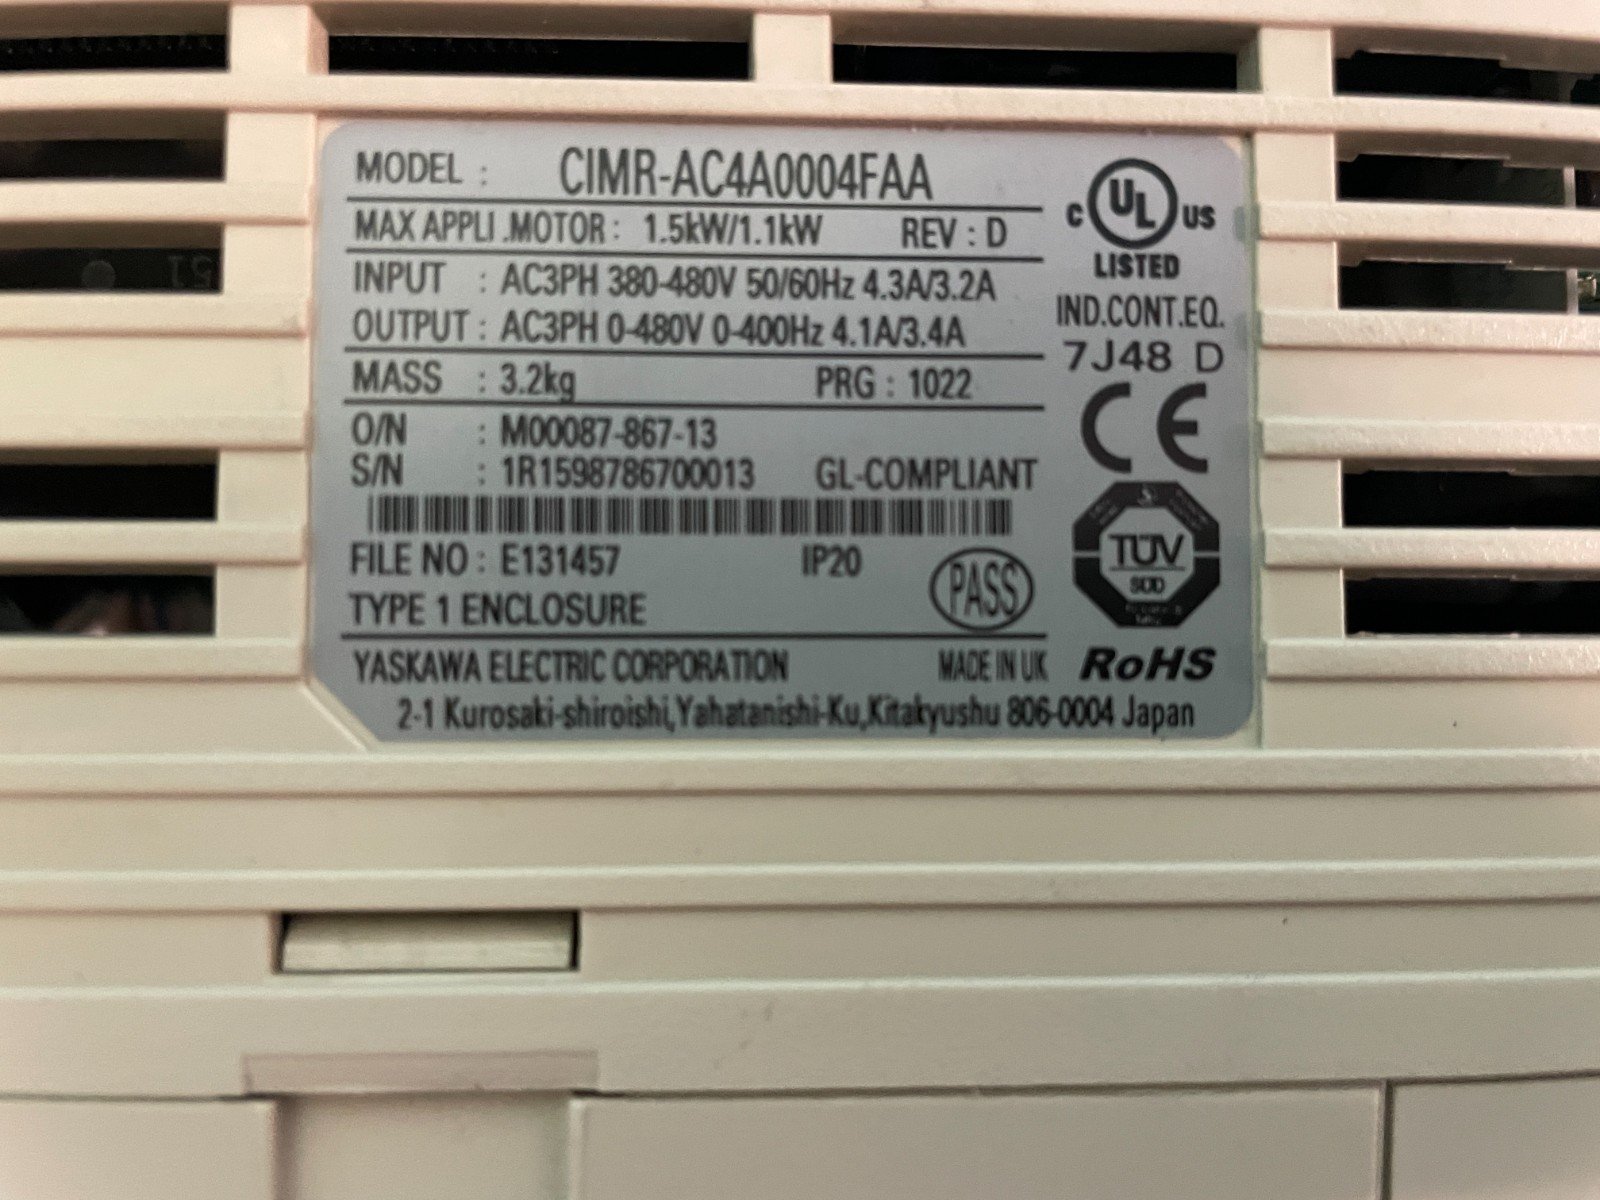 MODEL : CIMR-AC4A0004FAA
MAX APPLI .MOTOR : 1.5kW/1.1kW REV : D
INPUT : AC3PH 380-480V 50/60Hz 4.3A/3.2A
OUTPUT : AC3PH 0-480V 0-400Hz 4.1A/3.4A
MASS : 3.2kg PRG : 1022
O/N : M00087-867-13
S/N : 1R1598786700013 GL-COMPLIANT
FILE NO : E131457 IP20
TYPE 1 ENCLOSURE PASS
YASKAWA ELECTRIC CORPORATION MADE IN UK
2-1 Kurosaki-shiroishi,Yahatanishi-Ku,Kitakyushu 806-0004 Japan
C UL US
LISTED
IND.CONT.EQ.
7J48 D
CE
TÜV
SÜD
RoHS
51